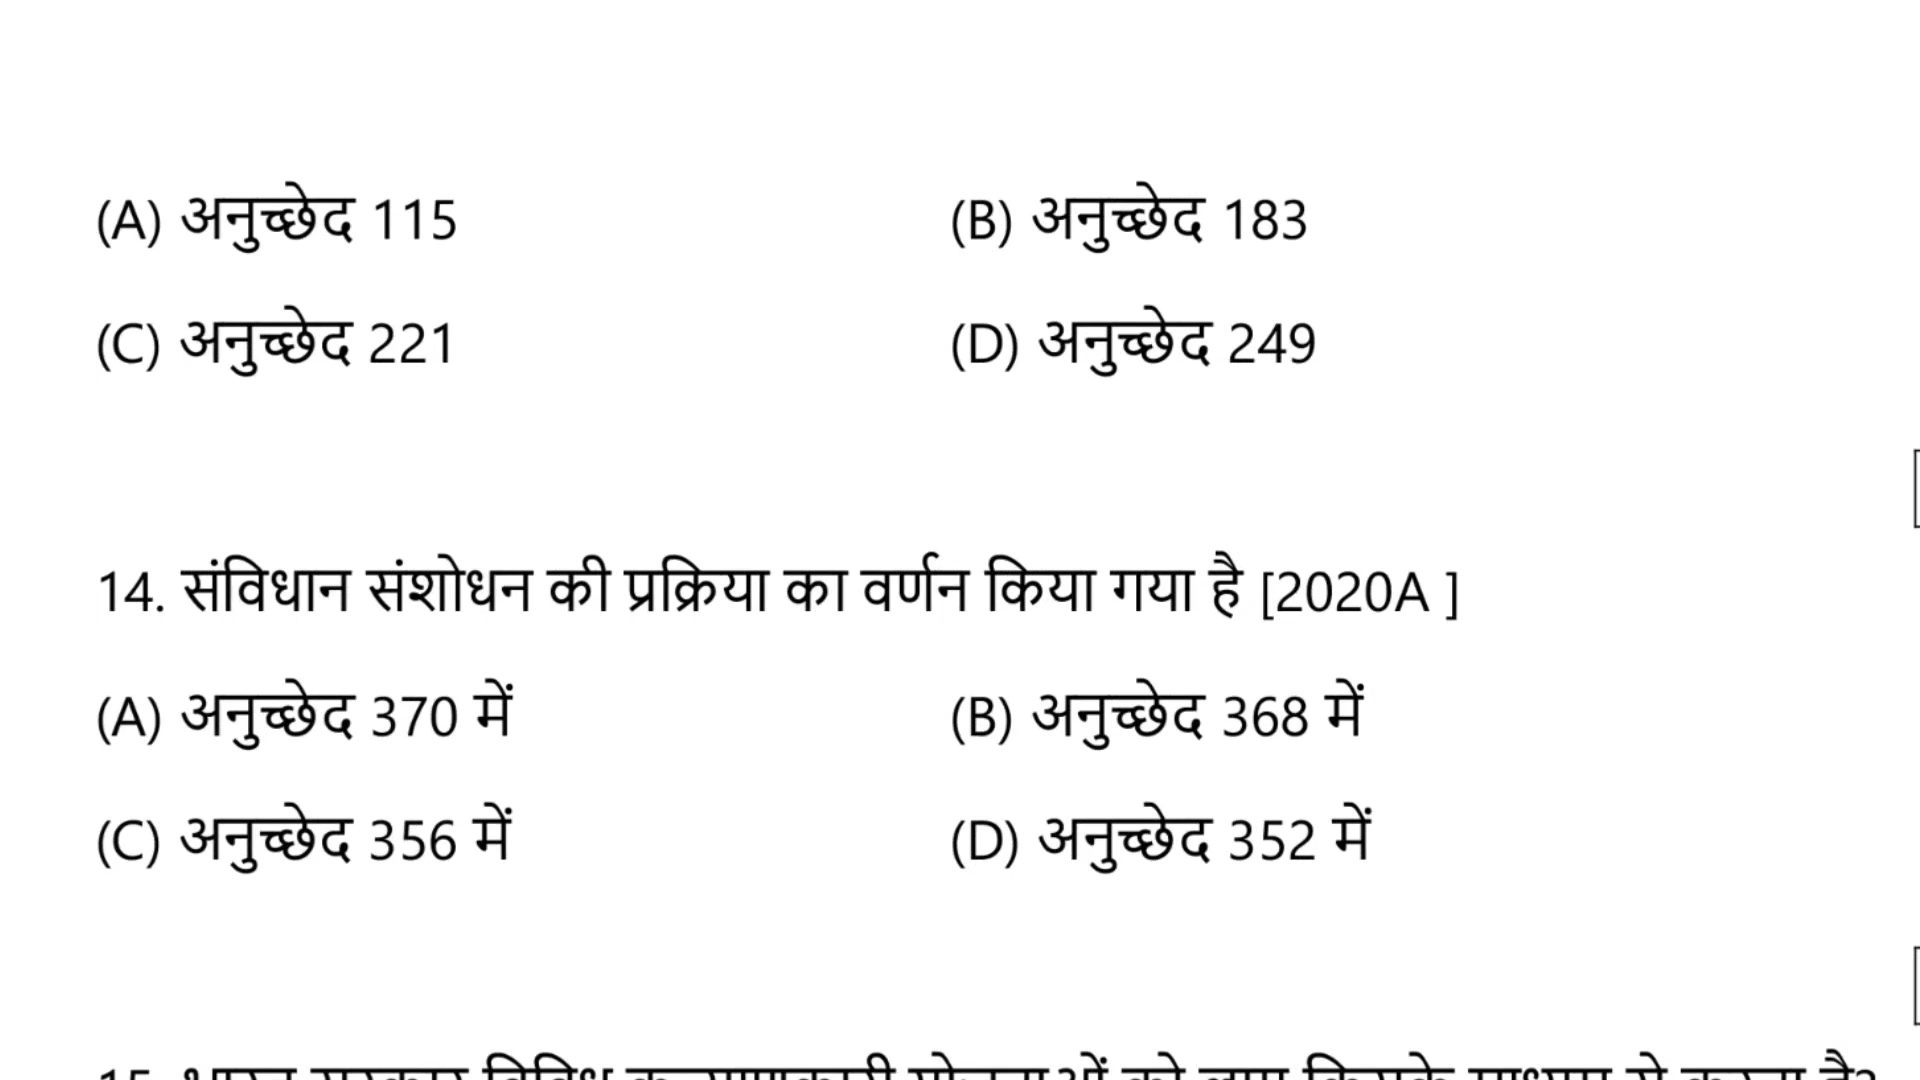 (A) अनुच्छेद 115 (B) अनुच्छेद 183
(C) अनुच्छेद 221 (D) अनुच्छेद 249
14. संविधान संशोधन की प्रक्रिया का वर्णन किया गया है [2020A ]
(A) अनुच्छेद 370 में (B) अनुच्छेद 368 में
(C) अनुच्छेद 356 में (D) अनुच्छेद 352 में